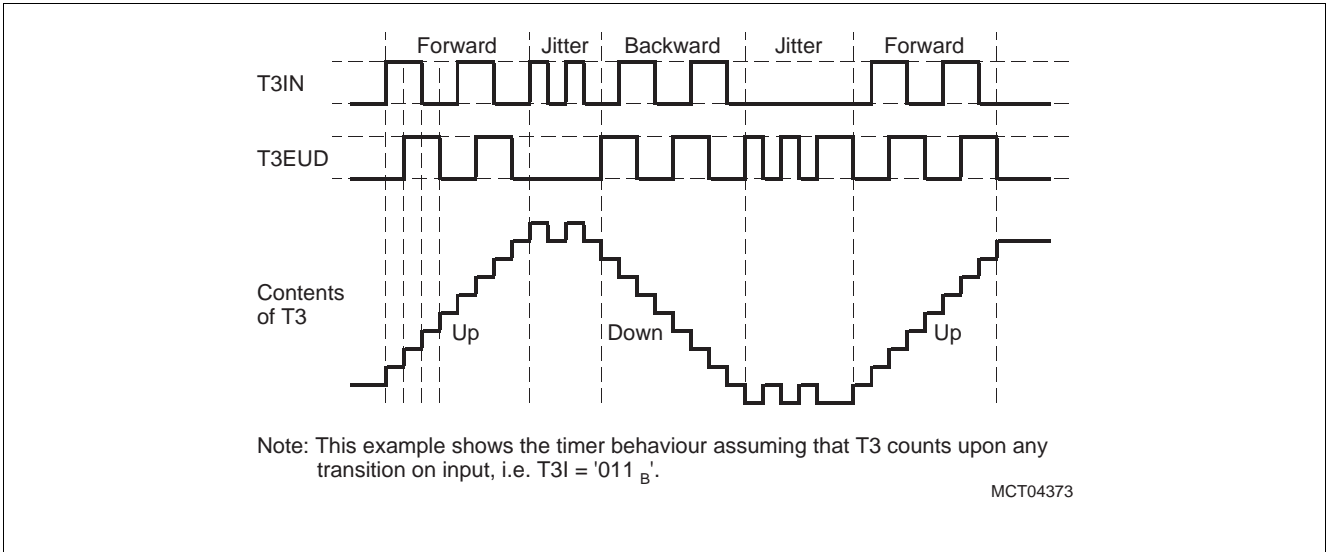 Forward Jitter Backward Jitter Forward
T3IN
T3EUD
Contents
of T3
Up Down Up
Note: This example shows the timer behaviour assuming that T3 counts upon any
transition on input, i.e. T3I = '011 B'.
MCT04373